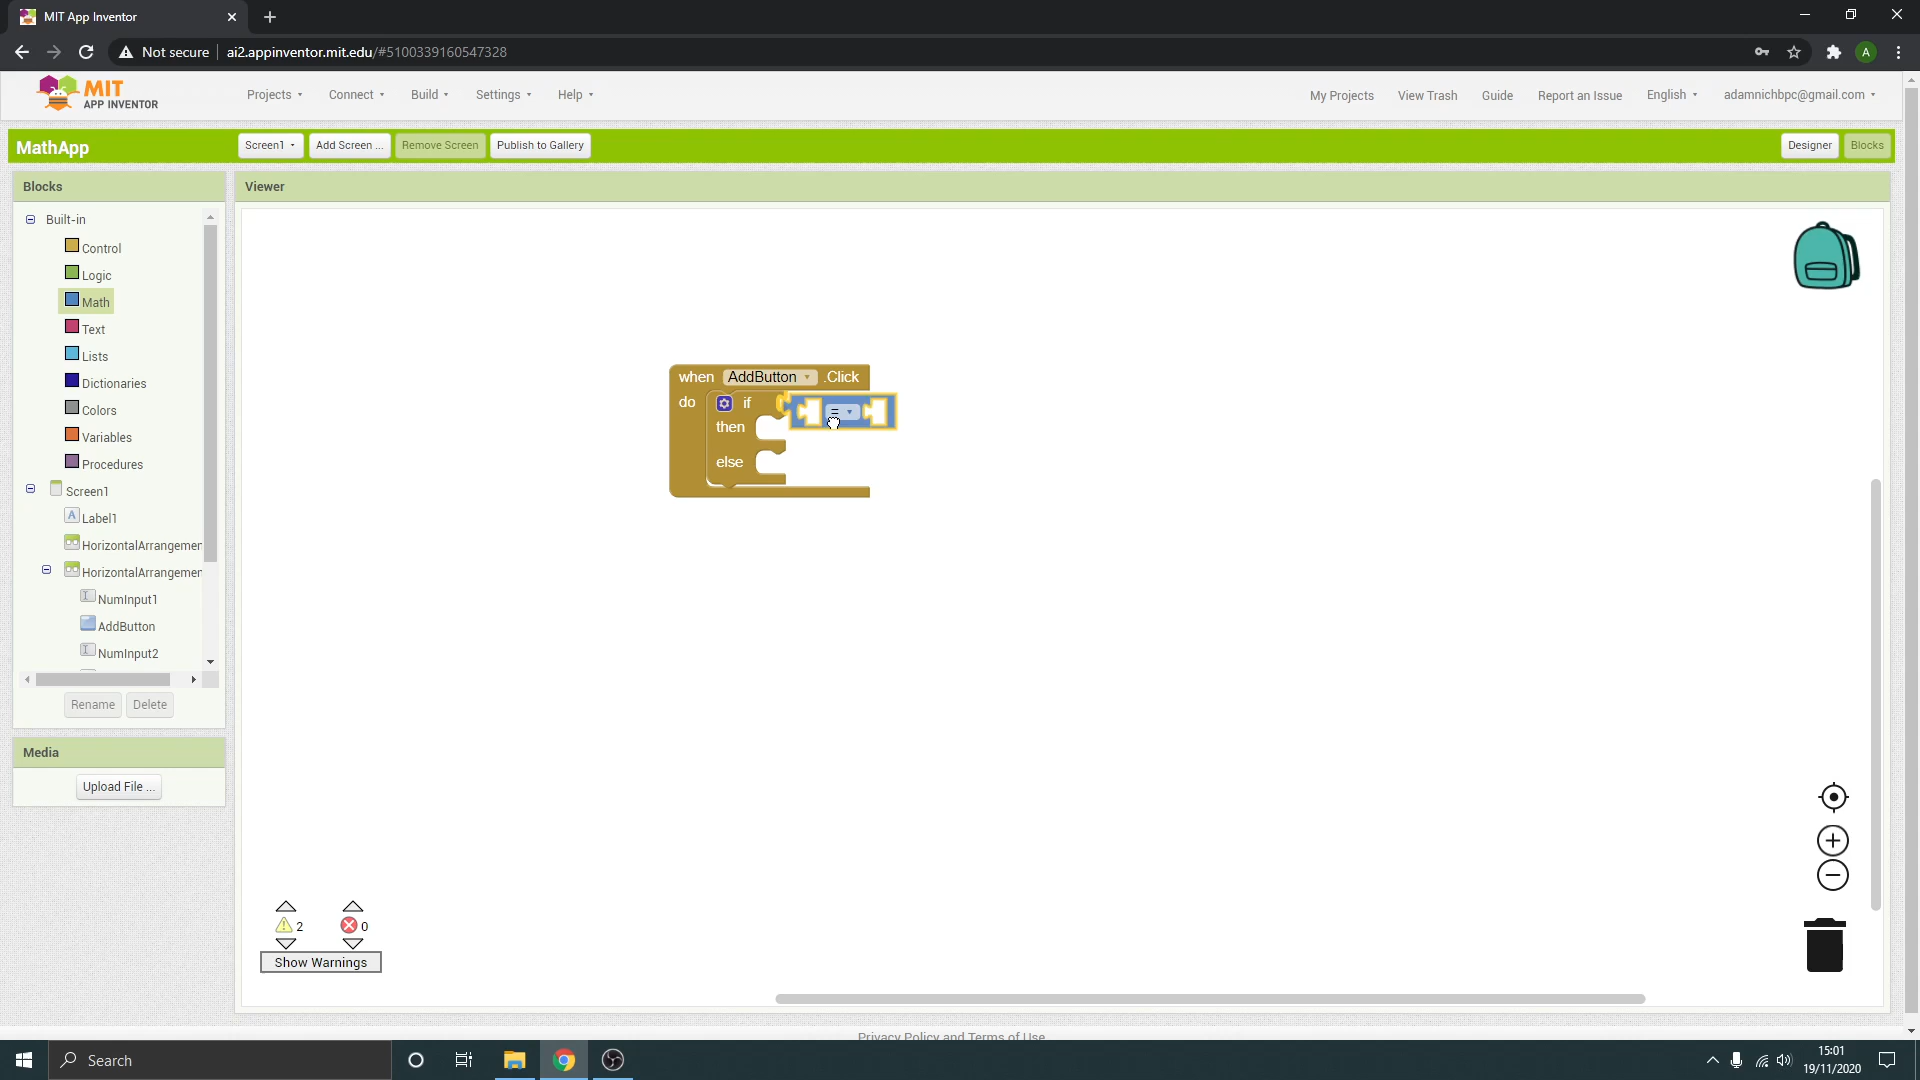 MIT App Inventor
Not secure ai2.appinventor.mit.edu/#5100339160547328
A
MIT
APP INVENTOR
Projects Connect Build Settings Help
My Projects View Trash Guide Report an Issue English adamnichbpc@gmail.com
MathApp
Screen1 Add Screen ... Remove Screen Publish to Gallery
Designer Blocks
Blocks
Viewer
Built-in
Control
Logic
Math
Text
Lists
Dictionaries
Colors
Variables
Procedures
Screen1
Label1
HorizontalArrangemen
HorizontalArrangemen
NumInput1
AddButton
NumInput2
Rename Delete
Media
Upload File ...
when AddButton .Click
do if =
then
else
2 0
Show Warnings
Privacy Policy and Terms of Use
Search
15:01
19/11/2020